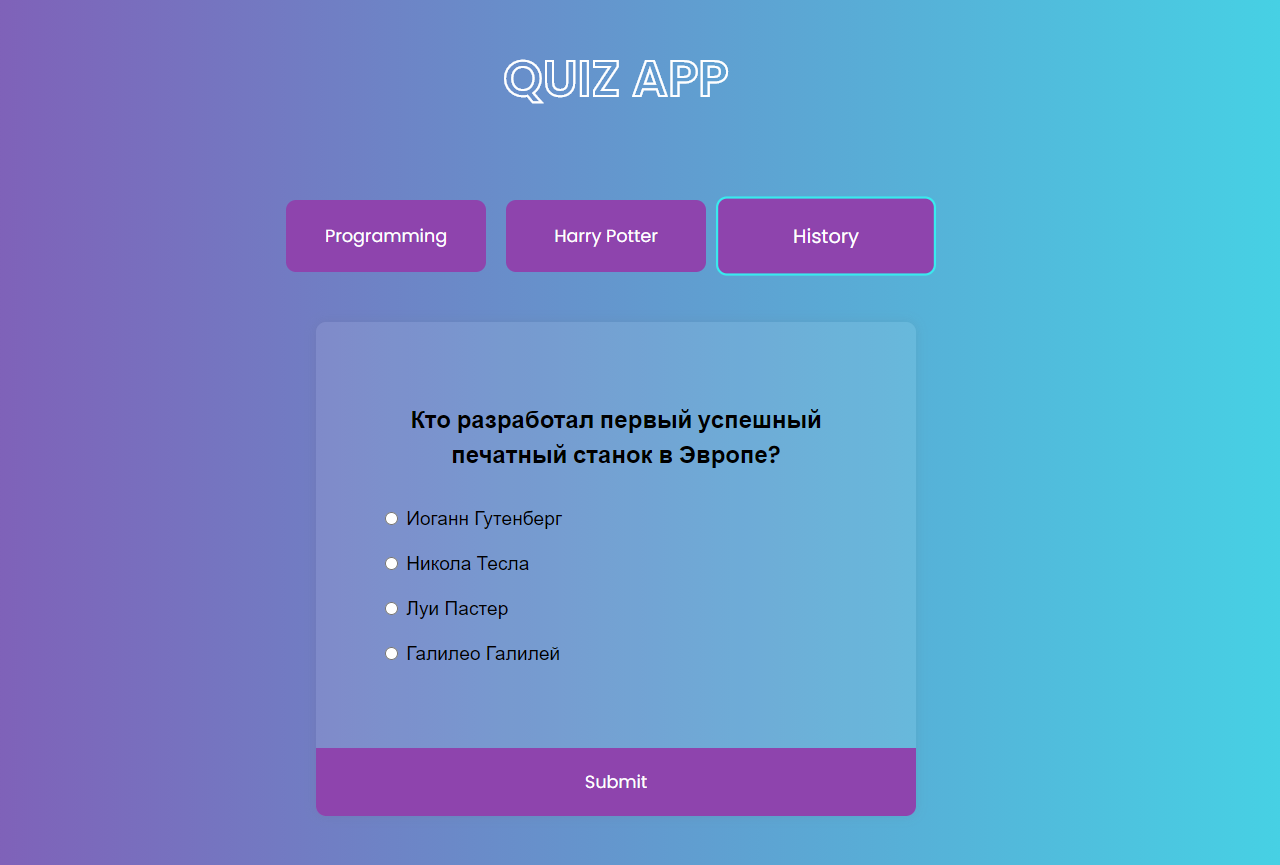 QUIZ APP
Programming
Harry Potter
History
Кто разработал первый успешный
печатный станок в Эвропе?
Иоганн Гутенберг
Никола Тесла
Луи Пастер
Галилео Галилей
Submit